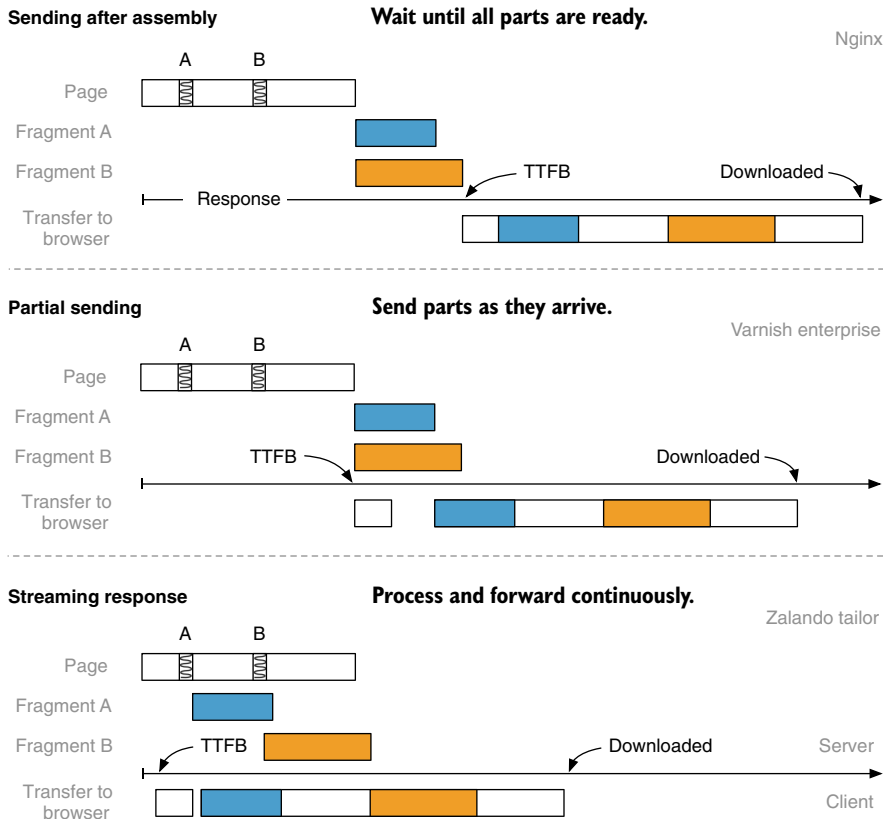 Sending after assembly
Wait until all parts are ready.
Nginx
A B
Page
Fragment A
Fragment B
TTFB
Downloaded
Response
Transfer to
browser
Partial sending
Send parts as they arrive.
Varnish enterprise
A B
Page
Fragment A
Fragment B
TTFB
Downloaded
Transfer to
browser
Streaming response
Process and forward continuously.
Zalando tailor
A B
Page
Fragment A
Fragment B
TTFB
Downloaded
Server
Transfer to
browser
Client